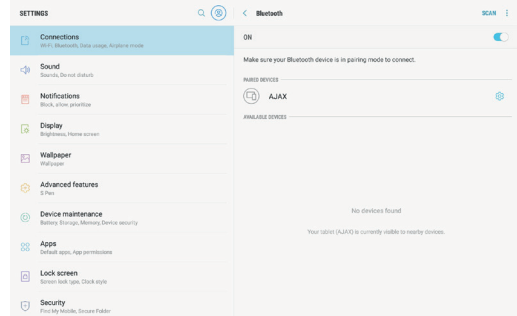 SETTINGS
Connections
Wi-Fi, Bluetooth, Data usage, Airplane mode
Sound
Sounds, Do not disturb
Notifications
Block, allow, prioritize
Display
Brightness, Home screen
Wallpaper
Wallpaper
Advanced features
S Pen
Device maintenance
Battery, Storage, Memory, Device security
Apps
Default apps, App permissions
Lock screen
Screen lock type, Clock style
Security
Find My Mobile, Secure Folder
Bluetooth
SCAN
ON
Make sure your Bluetooth device is in pairing mode to connect.
PAIRED DEVICES
AJAX
AVAILABLE DEVICES
No devices found
Your tablet (AJAX) is currently visible to nearby devices.